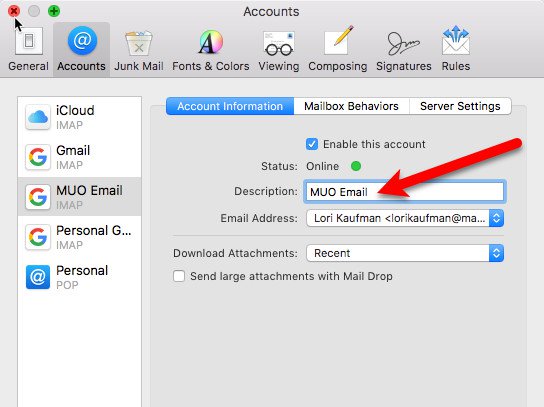 Accounts
General Accounts Junk Mail Fonts & Colors Viewing Composing Signatures Rules
iCloud
IMAP
Gmail
IMAP
MUO Email
IMAP
Personal G...
IMAP
Personal
POP
Account Information Mailbox Behaviors Server Settings
Enable this account
Status: Online
Description: MUO Email
Email Address: Lori Kaufman <lorikaufman@ma...
Download Attachments: Recent
Send large attachments with Mail Drop